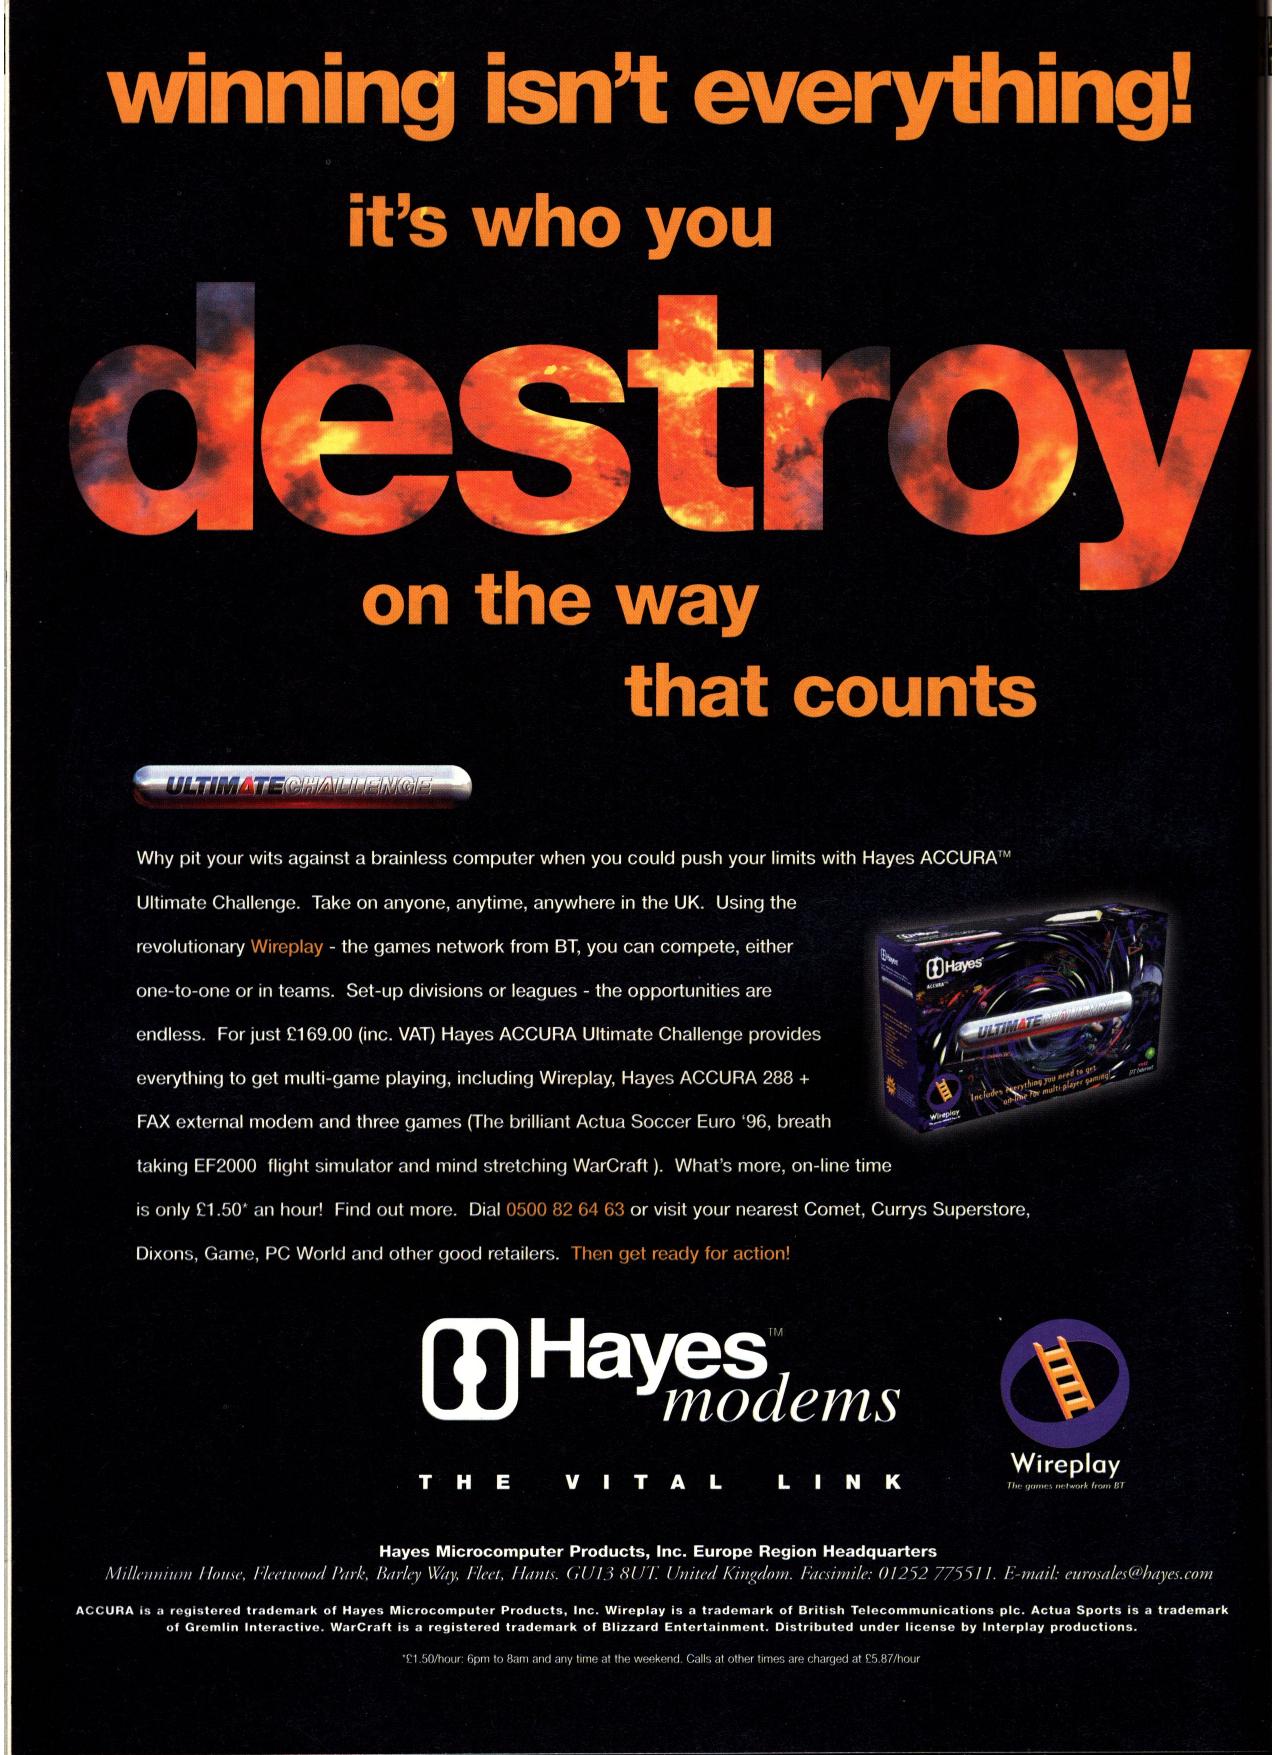 winning isn't everything!
it's who you
destroy
on the way
that counts
ULTIMATECHALLENGE
Why pit your wits against a brainless computer when you could push your limits with Hayes ACCURA™
Ultimate Challenge. Take on anyone, anytime, anywhere in the UK. Using the
revolutionary Wireplay - the games network from BT, you can compete, either
one-to-one or in teams. Set-up divisions or leagues - the opportunities are
endless. For just £169.00 (inc. VAT) Hayes ACCURA Ultimate Challenge provides
everything to get multi-game playing, including Wireplay, Hayes ACCURA 288 +
FAX external modem and three games (The brilliant Actua Soccer Euro ‘96, breath
taking EF2000 flight simulator and mind stretching WarCraft ). What's more, on-line time
is only £1.50* an hour! Find out more. Dial 0500 82 64 63 or visit your nearest Comet, Currys Superstore,
Dixons, Game, PC World and other good retailers. Then get ready for action!
Hayes
ACCURA
ULTIMATECHALLENGE
Includes everything you need to get
on-line for multi-player gaming!
Wireplay
BT Internet
Hayes™
modems
THE VITAL LINK
Wireplay
The games network from BT
Hayes Microcomputer Products, Inc. Europe Region Headquarters
Millennium House, Fleetwood Park, Barley Way, Fleet, Hants. GU13 8UT. United Kingdom. Facsimile: 01252 775511. E-mail: eurosales@hayes.com
ACCURA is a registered trademark of Hayes Microcomputer Products, Inc. Wireplay is a trademark of British Telecommunications plc. Actua Sports is a trademark
of Gremlin Interactive. WarCraft is a registered trademark of Blizzard Entertainment. Distributed under license by Interplay productions.
*£1.50/hour: 6pm to 8am and any time at the weekend. Calls at other times are charged at £5.87/hour